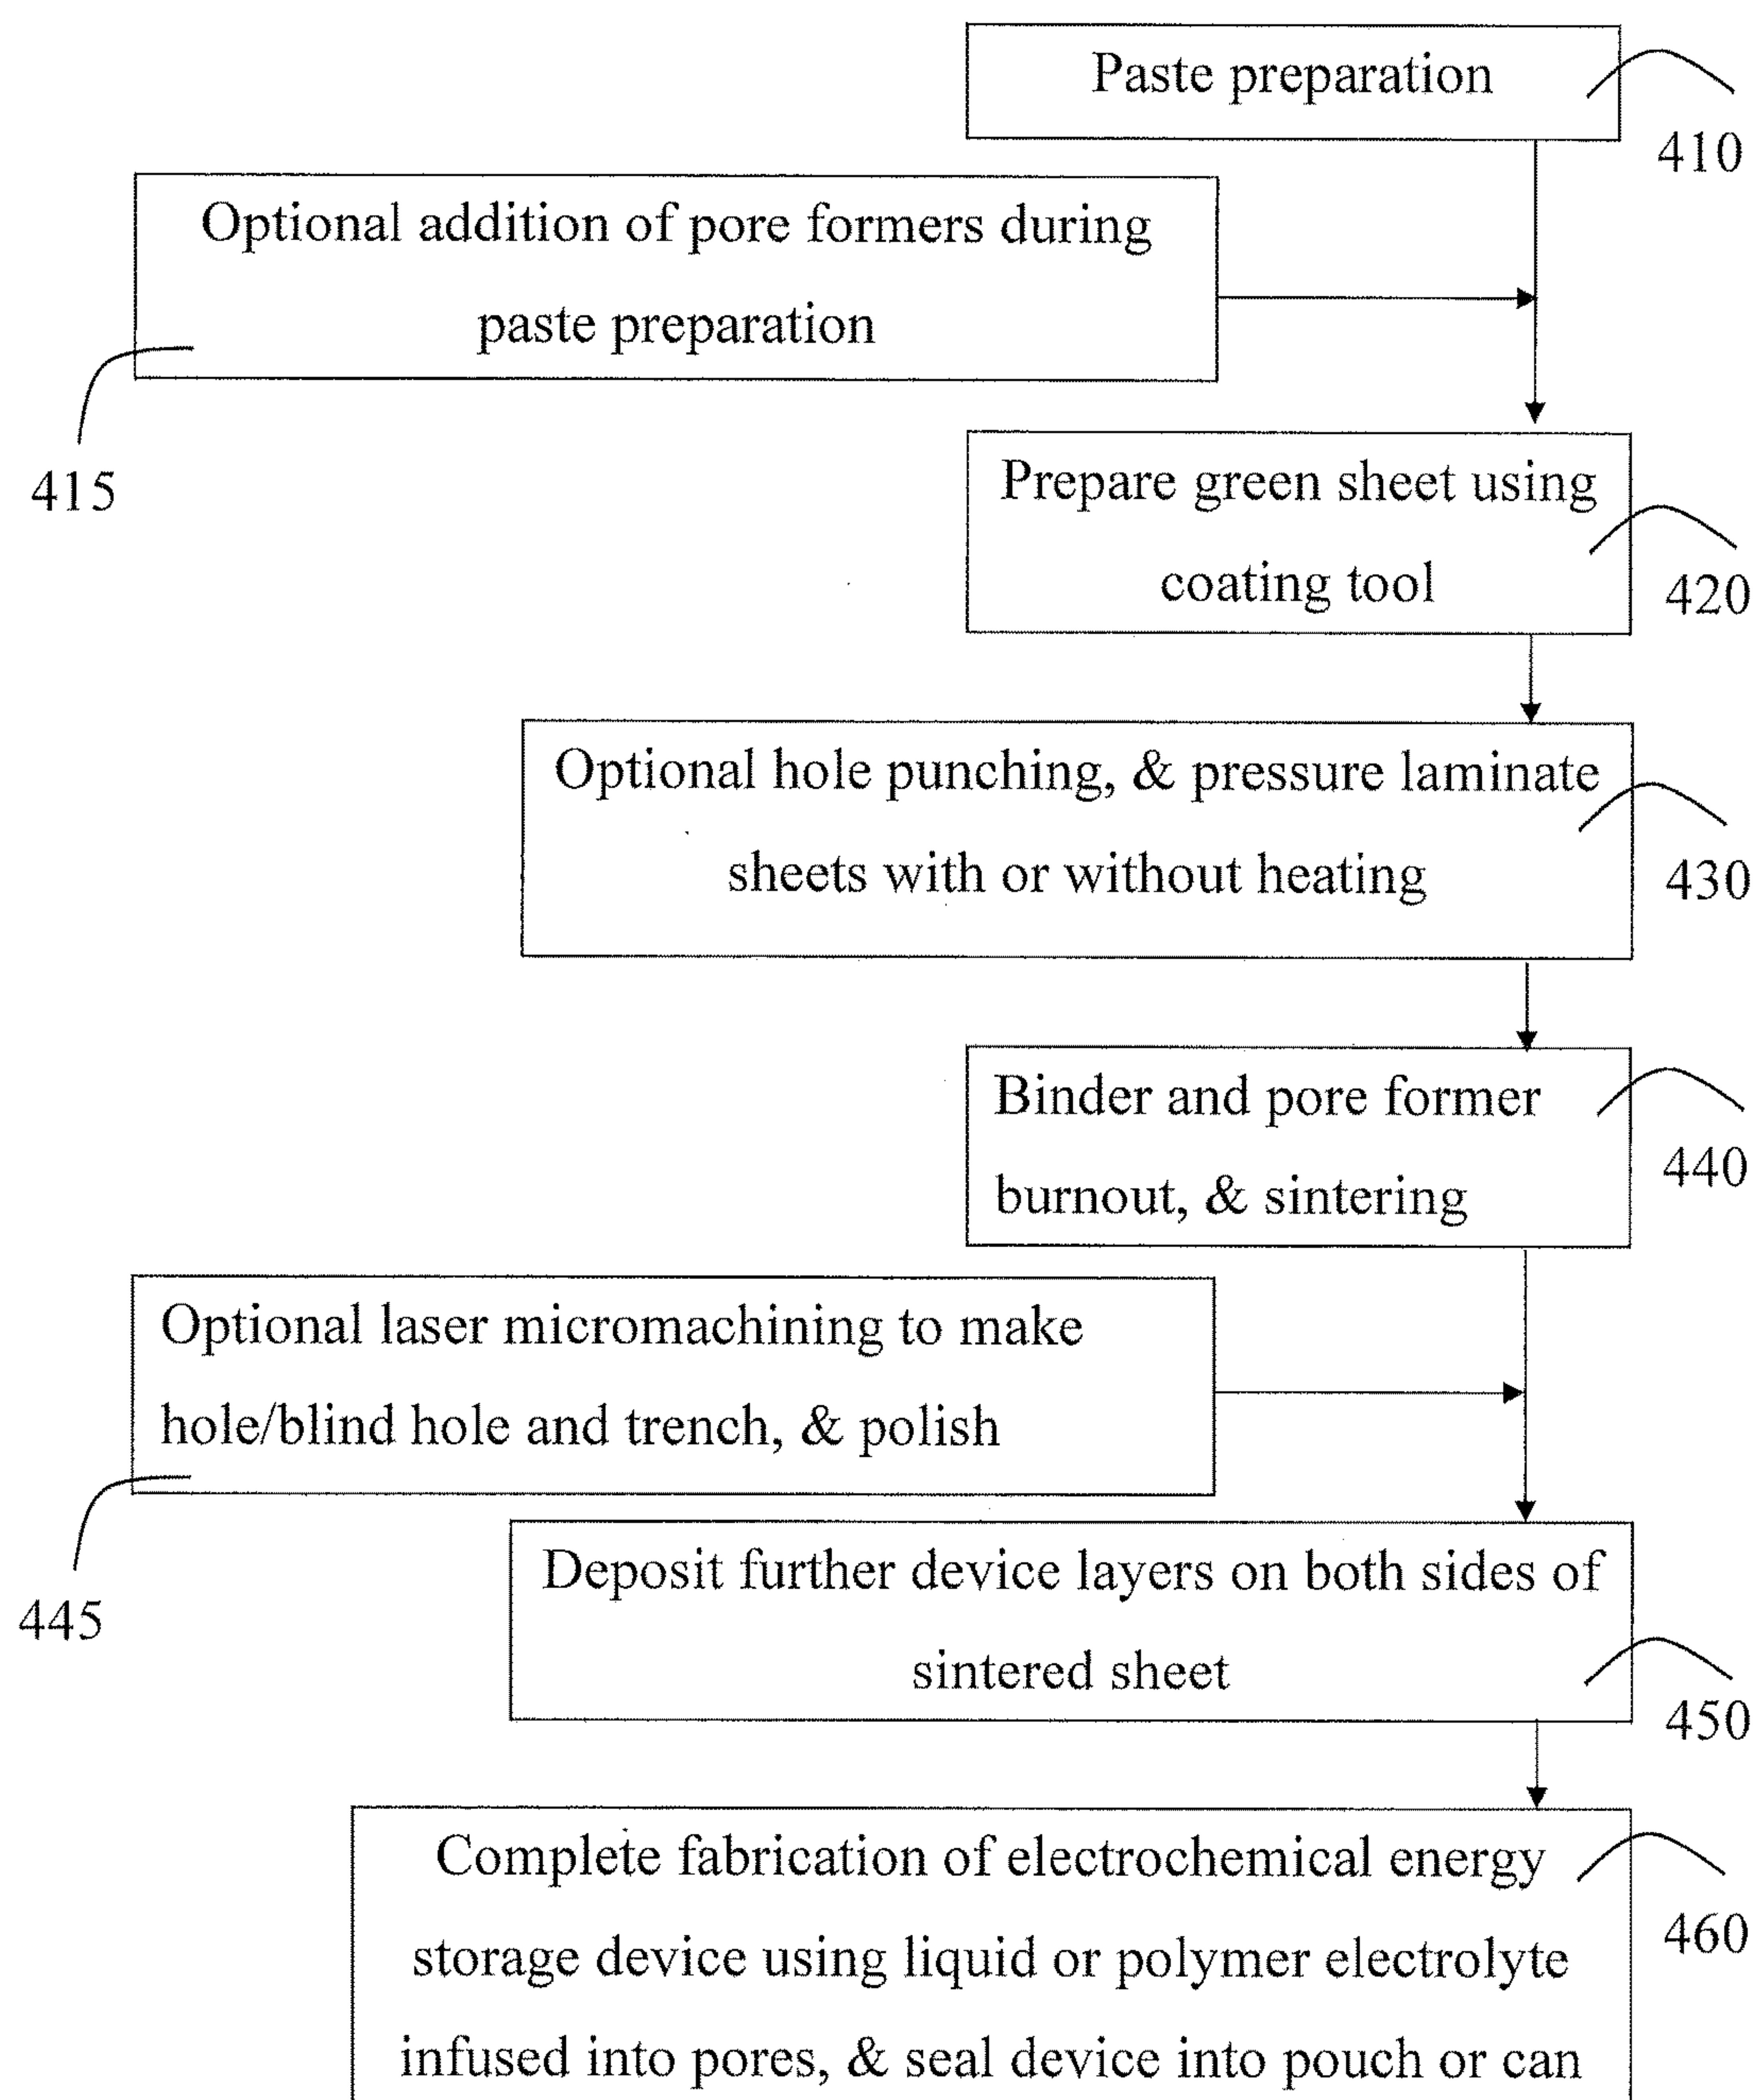 Paste preparation
410
Optional addition of pore formers during
paste preparation
415
Prepare green sheet using
coating tool
420
Optional hole punching, & pressure laminate
sheets with or without heating
430
Binder and pore former
burnout, & sintering
440
Optional laser micromachining to make
hole/blind hole and trench, & polish
445
Deposit further device layers on both sides of
sintered sheet
450
Complete fabrication of electrochemical energy
storage device using liquid or polymer electrolyte
infused into pores, & seal device into pouch or can
460